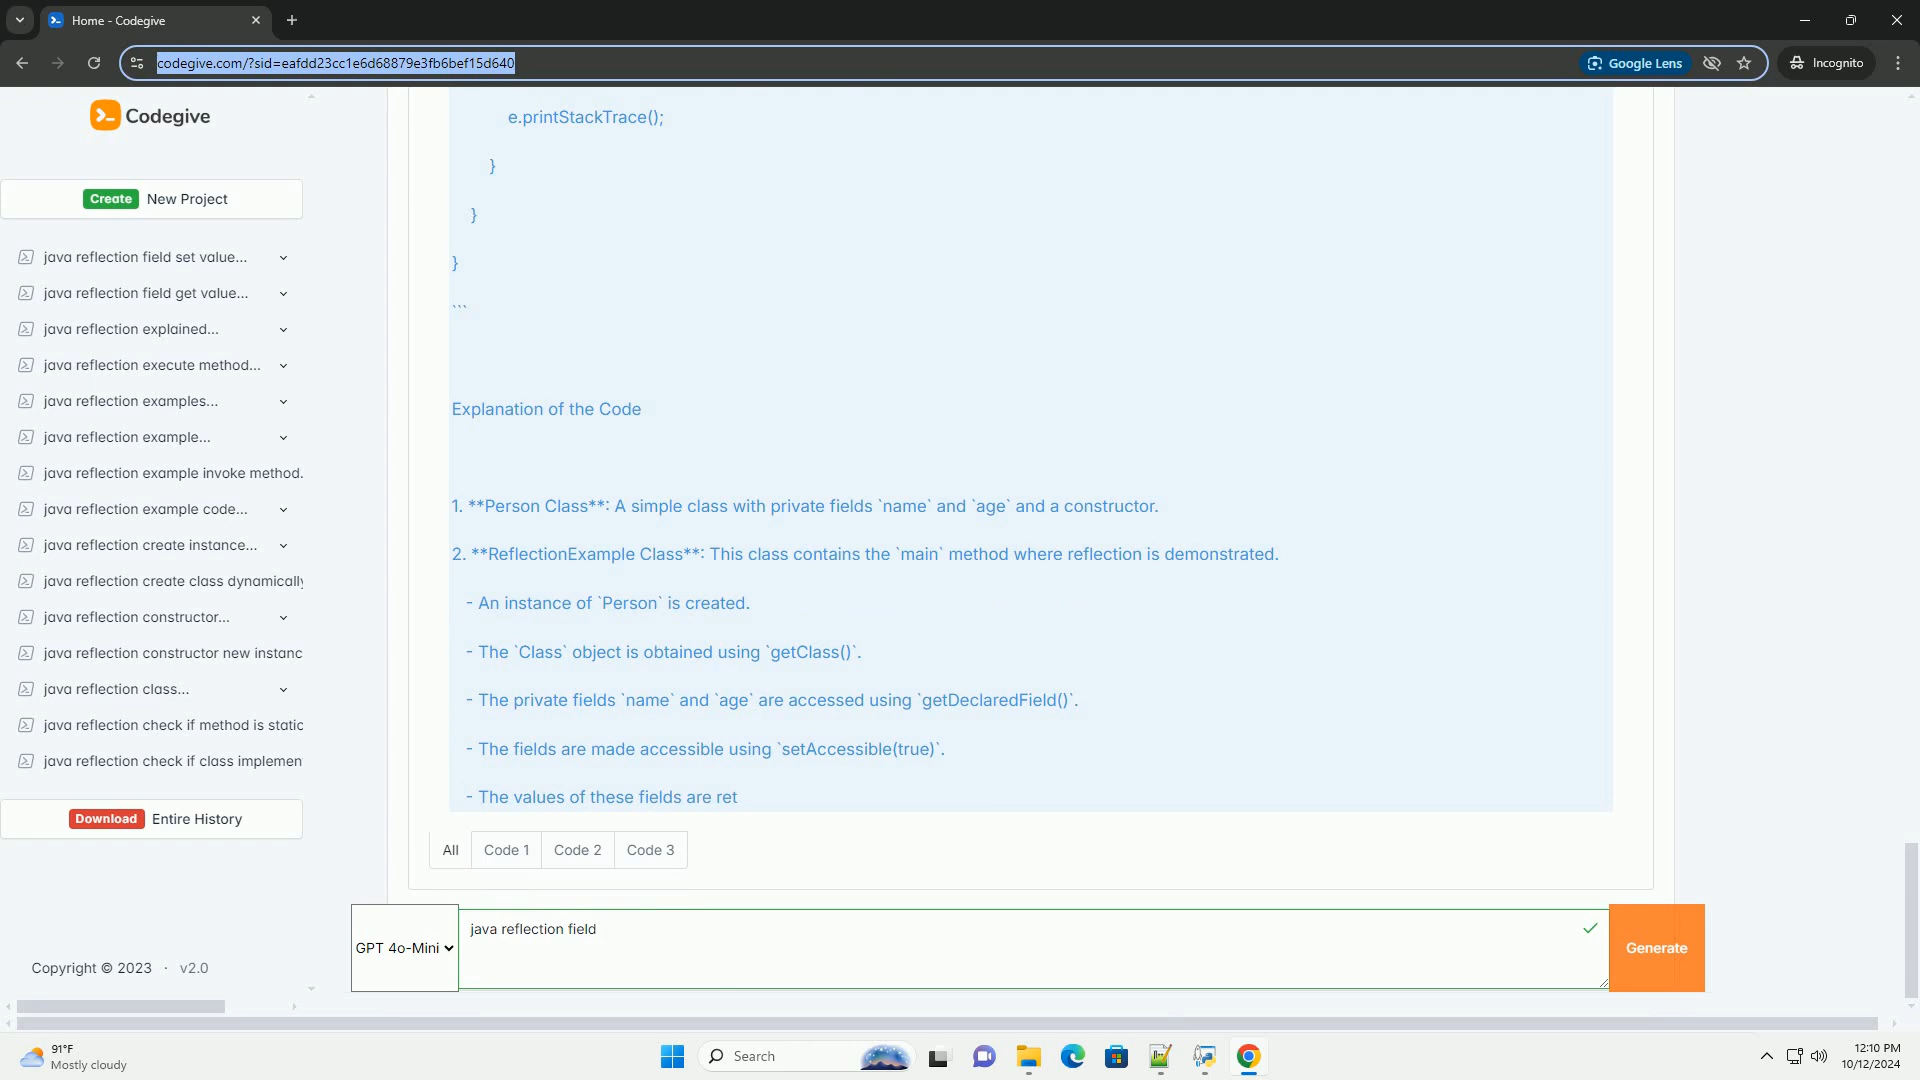 Home - Codegive
codegive.com/?sid=eafdd23cc1e6d68879e3fb6bef15d640
Google Lens
Incognito
Codegive
Create New Project
java reflection field set value...
java reflection field get value...
java reflection explained...
java reflection execute method...
java reflection examples...
java reflection example...
java reflection example invoke method.
java reflection example code...
java reflection create instance...
java reflection create class dynamically
java reflection constructor...
java reflection constructor new instanc
java reflection class...
java reflection check if method is static
java reflection check if class implemen
Download Entire History
Copyright © 2023 · v2.0
e.printStackTrace();
}
}
}
```
Explanation of the Code
1. **Person Class**: A simple class with private fields `name` and `age` and a constructor.
2. **ReflectionExample Class**: This class contains the `main` method where reflection is demonstrated.
- An instance of `Person` is created.
- The `Class` object is obtained using `getClass()`.
- The private fields `name` and `age` are accessed using `getDeclaredField()`.
- The fields are made accessible using `setAccessible(true)`.
- The values of these fields are ret
All Code 1 Code 2 Code 3
GPT 4o-Mini
java reflection field
Generate
91°F
Mostly cloudy
Search
12:10 PM
10/12/2024